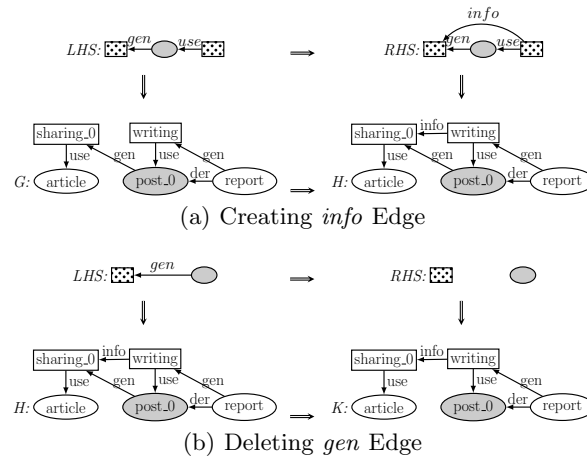 info
LHS: gen use ⇒ RHS: gen use
⇓ ⇓
sharing_0 writing sharing_0 info writing
use gen use gen use gen use gen
G: article post_0 der report ⇒ H: article post_0 der report
(a) Creating info Edge
gen
LHS: ⇒ RHS:
⇓ ⇓
sharing_0 info writing sharing_0 info writing
use gen use gen use use gen
H: article post_0 der report ⇒ K: article post_0 der report
(b) Deleting gen Edge